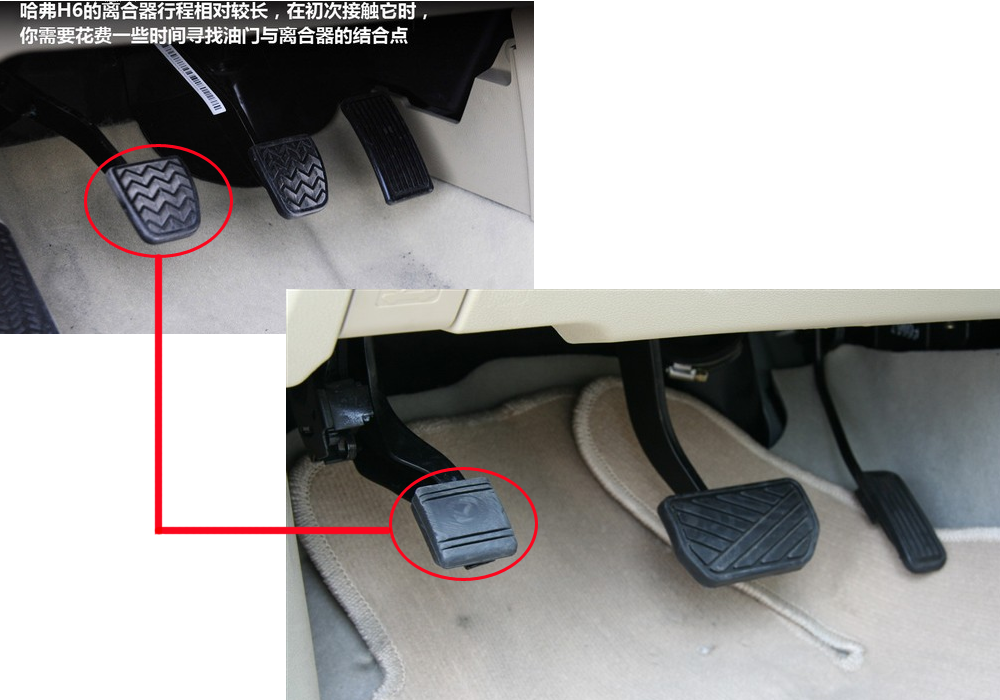 哈弗H6的离合器行程相对较长，在初次接触它时，
你需要花费一些时间寻找油门与离合器的结合点